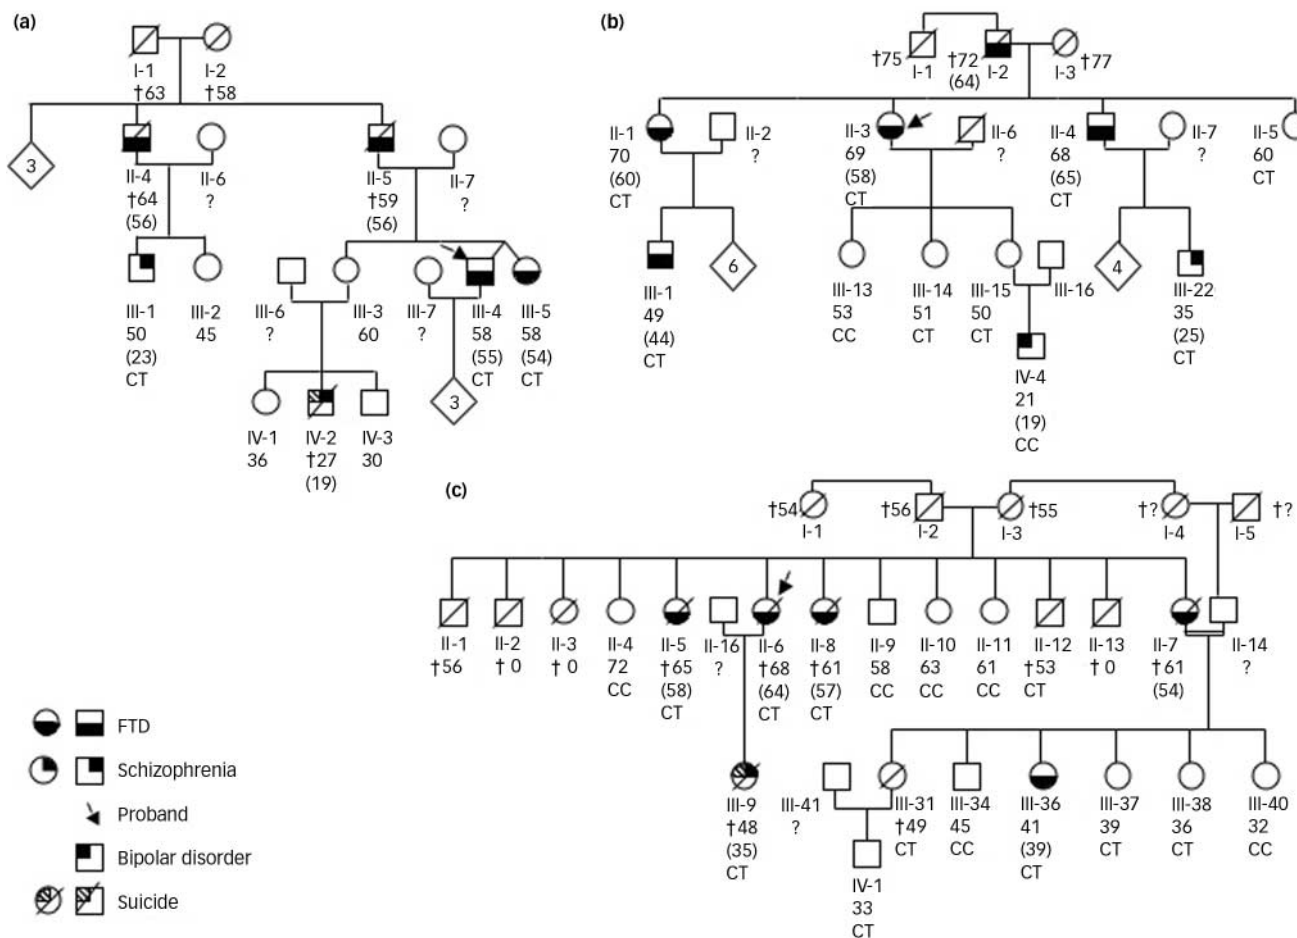 (a)
I-1 I-2
†63 †58
3
II-4 II-6 II-5 II-7
†64 ? †59 ?
(56) (56)
III-1 III-2 III-6 III-3 III-7 III-4 III-5
50 45 ? 60 ? 58 58
(23) (55) (54)
CT CT CT
3
IV-1 IV-2 IV-3
36 †27 30
(19)
(b)
†75 †72 †77
I-1 (64) I-2 I-3
II-1 II-2 II-3 II-6 II-4 II-7 II-5
70 ? 69 ? 68 ? 60
(60) (58) (65) CT
CT CT CT
6 4
III-1 III-13 III-14 III-15 III-16 III-22
49 53 51 50 35
(44) CC CT CT (25)
CT CT
IV-4
21
(19)
CC
(c)
†54 †56 †55 †? †?
I-1 I-2 I-3 I-4 I-5
II-1 II-2 II-3 II-4 II-5 II-16 II-6 II-8 II-9 II-10 II-11 II-12 II-13 II-7 II-14
†56 † 0 † 0 72 †65 ? †68 †61 58 63 61 †53 † 0 †61 ?
CC (58) (64) (57) CC CC CC CT (54)
CT CT CT
III-9 III-41 III-31 III-34 III-36 III-37 III-38 III-40
†48 ? †49 45 41 39 36 32
(35) CT CC (39) CT CT CC
CT CT
IV-1
33
CT
FTD
Schizophrenia
Proband
Bipolar disorder
Suicide